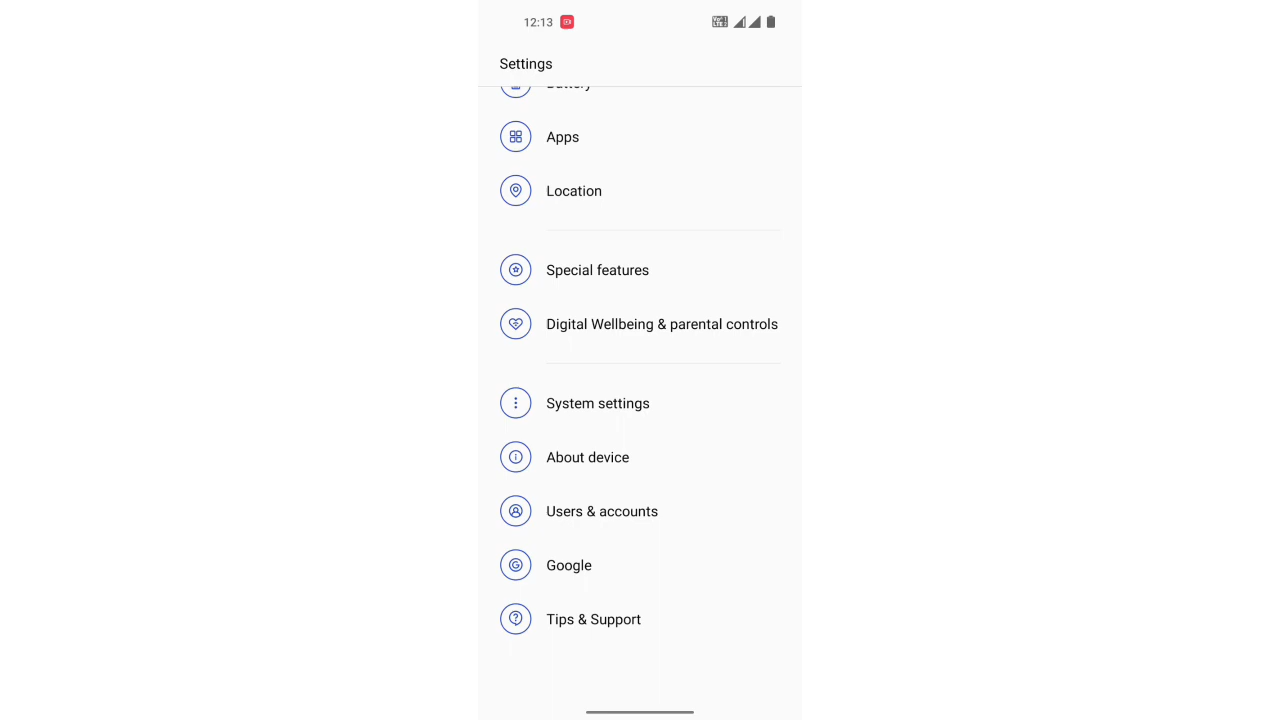 12:13
Settings
Battery
Apps
Location
Special features
Digital Wellbeing & parental controls
System settings
About device
Users & accounts
Google
Tips & Support